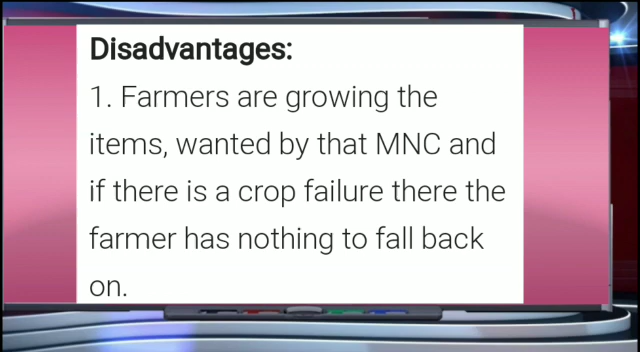 Disadvantages:
1. Farmers are growing the
items, wanted by that MNC and
if there is a crop failure there the
farmer has nothing to fall back
on.